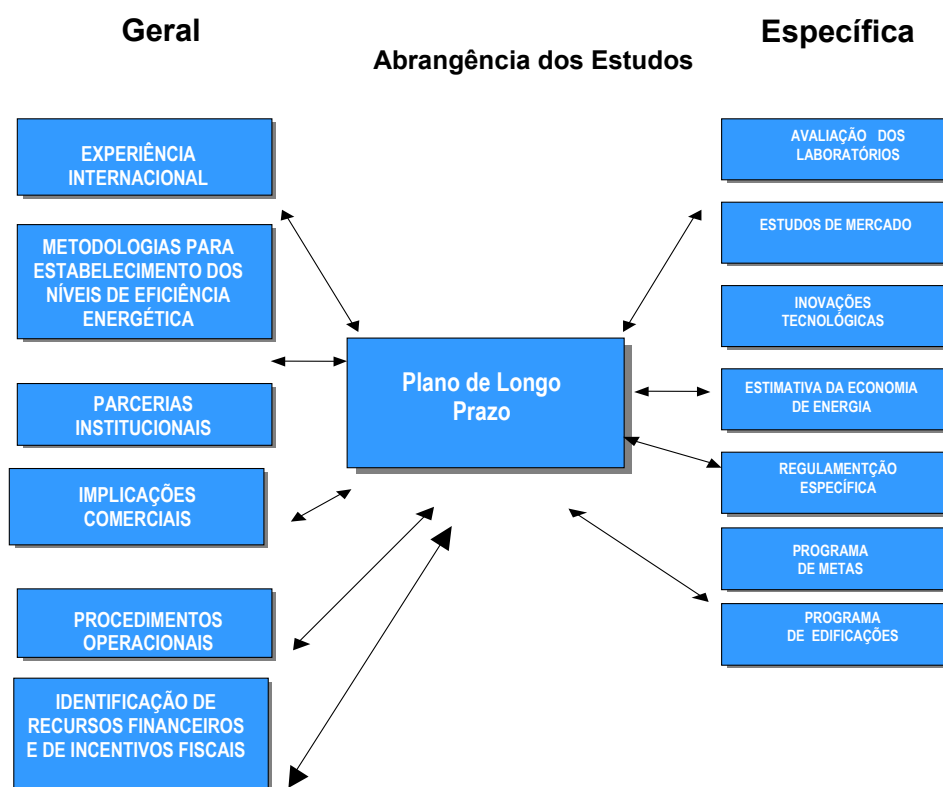 Geral
Abrangência dos Estudos
Específica
EXPERIÊNCIA
INTERNACIONAL
METODOLOGIAS PARA
ESTABELECIMENTO DOS
NÍVEIS DE EFICIÊNCIA
ENERGÉTICA
PARCERIAS
INSTITUCIONAIS
IMPLICAÇÕES
COMERCIAIS
PROCEDIMENTOS
OPERACIONAIS
IDENTIFICAÇÃO DE
RECURSOS FINANCEIROS
E DE INCENTIVOS FISCAIS
Plano de Longo
Prazo
AVALIAÇÃO DOS
LABORATÓRIOS
ESTUDOS DE MERCADO
INOVAÇÕES
TECNOLÓGICAS
ESTIMATIVA DA ECONOMIA
DE ENERGIA
REGULAMENTÇÃO
ESPECÍFICA
PROGRAMA
DE METAS
PROGRAMA
DE EDIFICAÇÕES